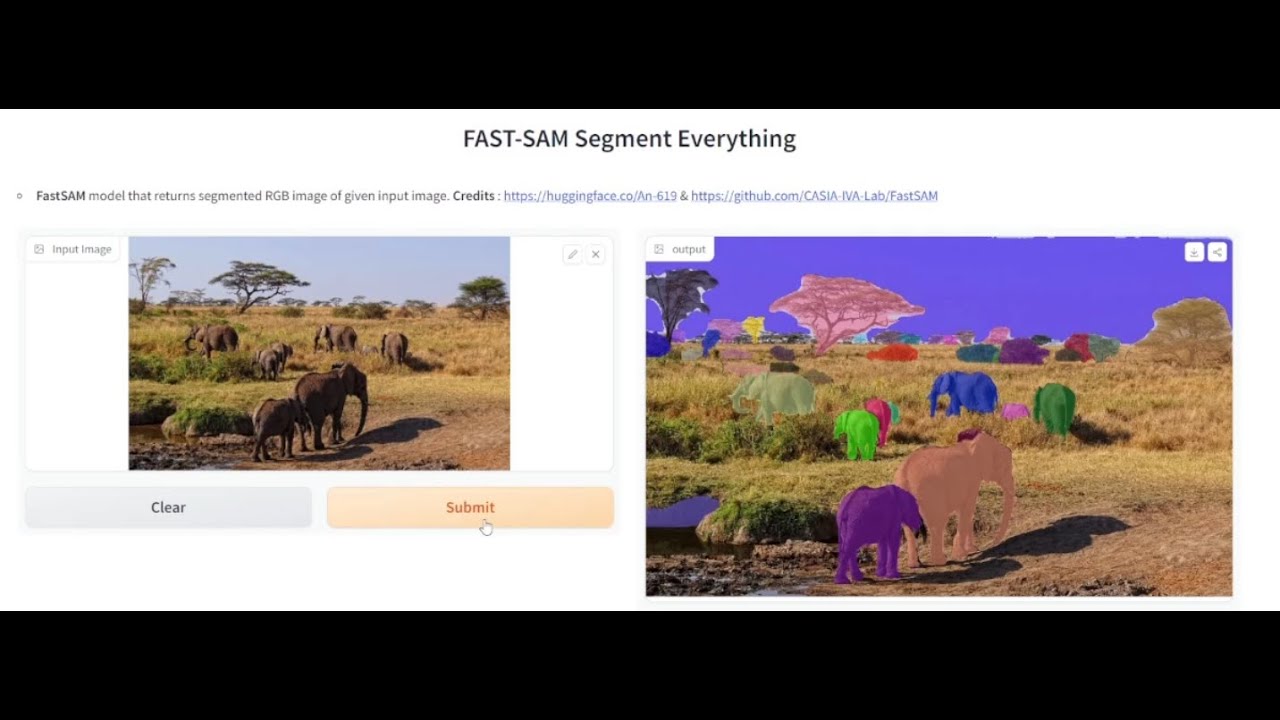 FAST-SAM Segment Everything
FastSAM model that returns segmented RGB image of given input image. Credits : https://huggingface.co/An-619 & https://github.com/CASIA-IVA-Lab/FastSAM
Input Image
output
Clear
Submit